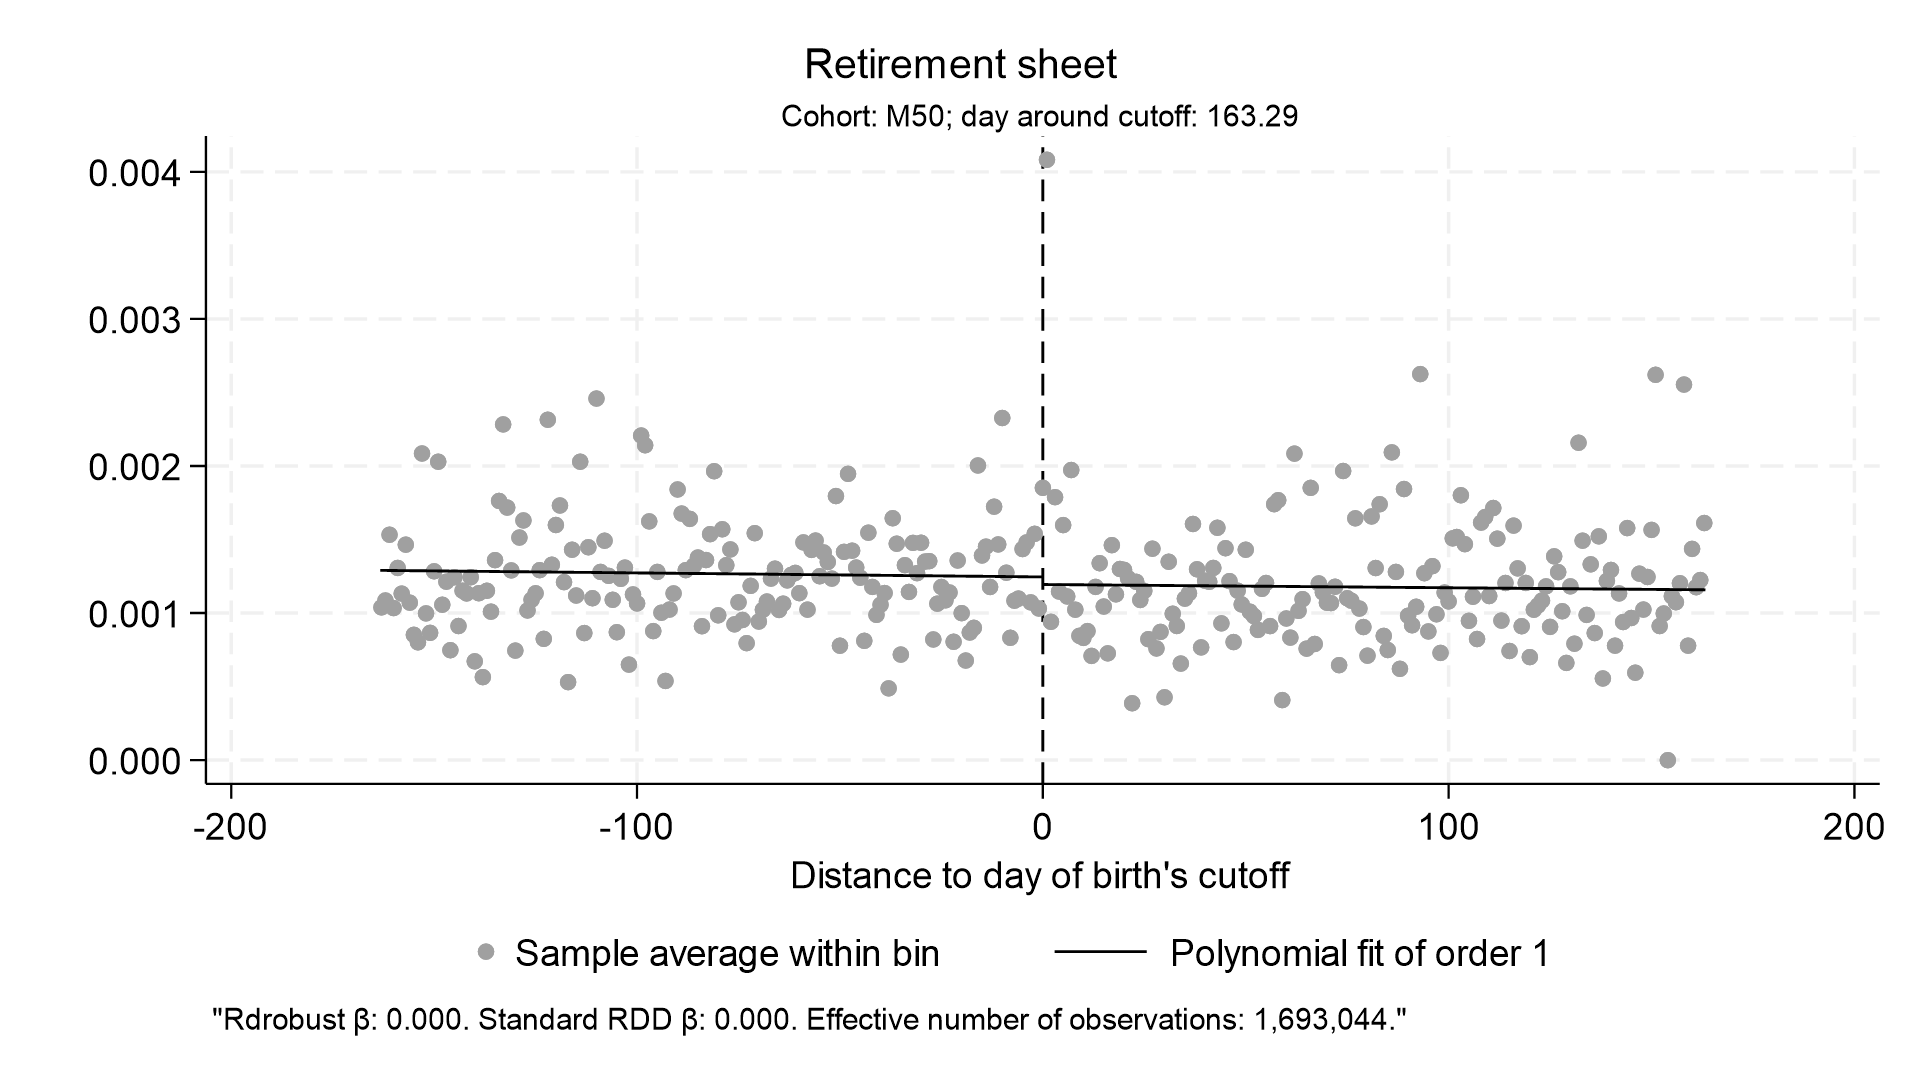 Retirement sheet
Cohort: M50; day around cutoff: 163.29
0.004
0.003
0.002
0.001
0.000
-200 -100 0 100 200
Distance to day of birth's cutoff
Sample average within bin Polynomial fit of order 1
"Rdrobust β: 0.000. Standard RDD β: 0.000. Effective number of observations: 1,693,044."